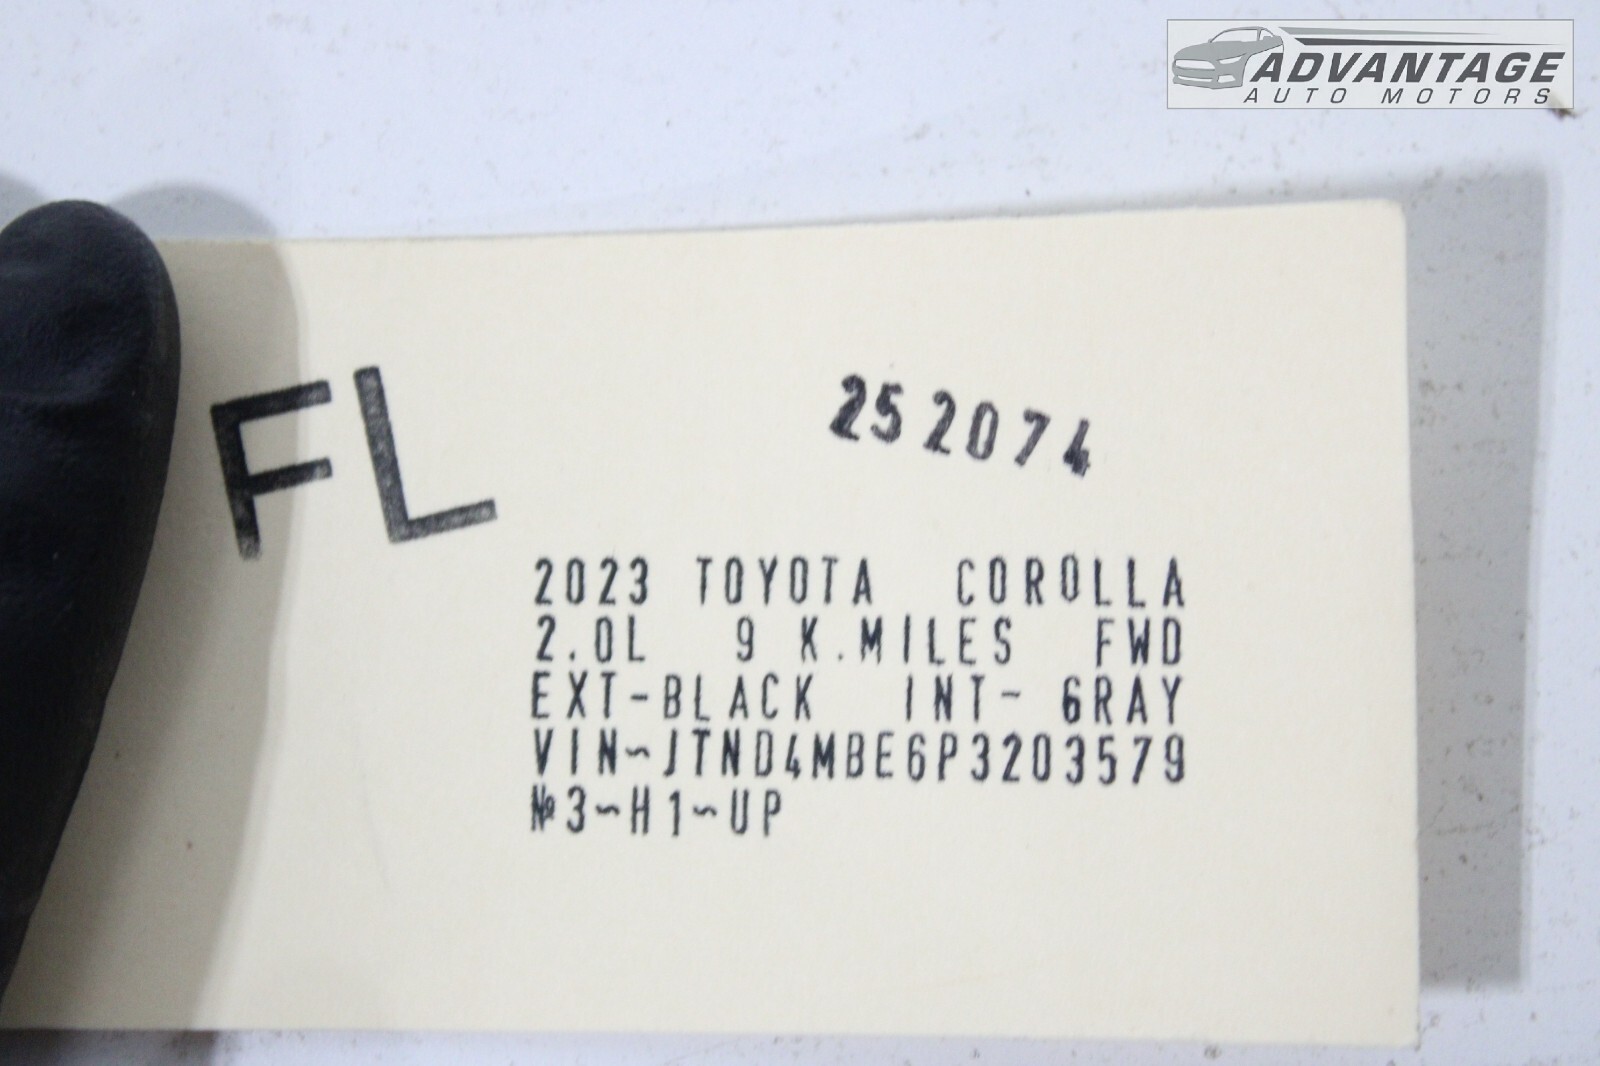 ADVANTAGE
AUTO MOTORS
FL
252074
2023 TOYOTA COROLLA
2.0L 9 K.MILES FWD
EXT-BLACK INT- GRAY
VIN~JTND4MBE6P3203579
№3~H1~UP